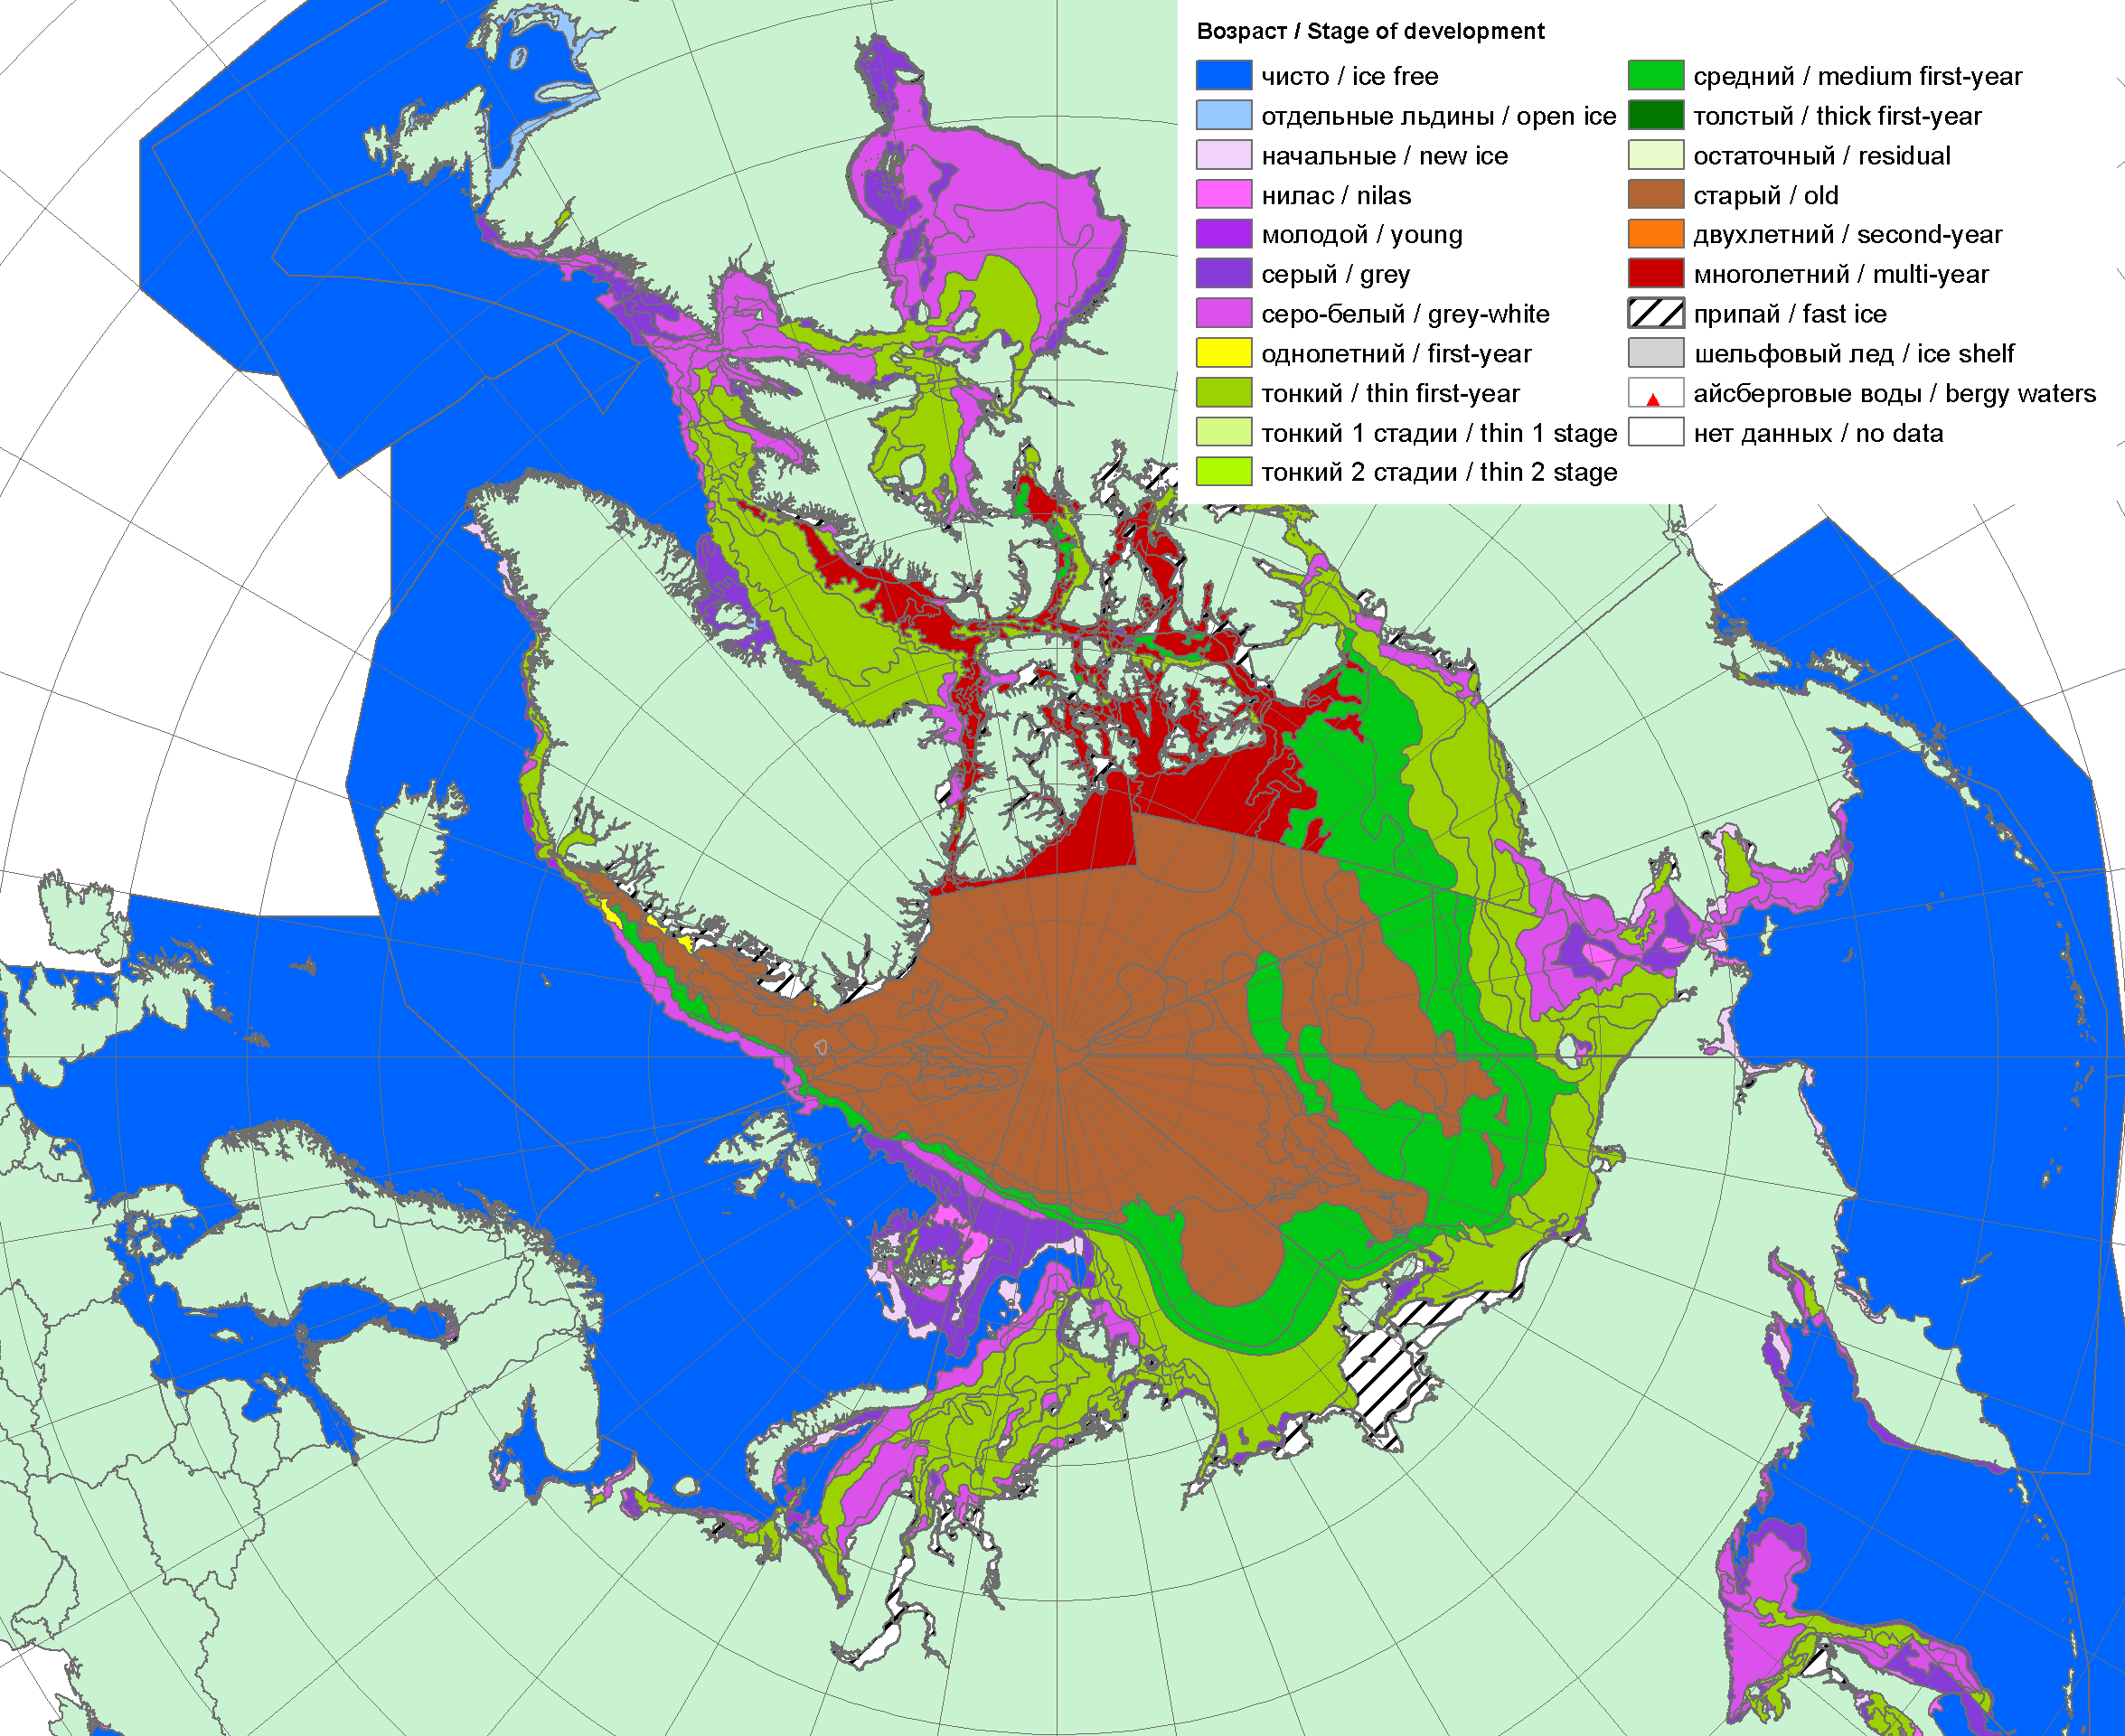 Возраст / Stage of development
чисто / ice free
отдельные льдины / open ice
начальные / new ice
нилас / nilas
молодой / young
серый / grey
серо-белый / grey-white
однолетний / first-year
тонкий / thin first-year
тонкий 1 стадии / thin 1 stage
тонкий 2 стадии / thin 2 stage
средний / medium first-year
толстый / thick first-year
остаточный / residual
старый / old
двухлетний / second-year
многолетний / multi-year
припай / fast ice
шельфовый лед / ice shelf
айсберговые воды / bergy waters
нет данных / no data